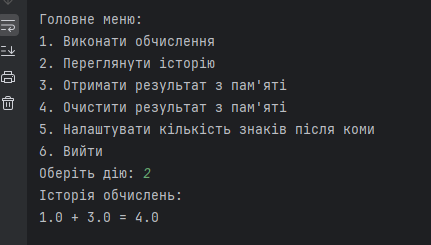 Головне меню:
1. Виконати обчислення
2. Переглянути історію
3. Отримати результат з пам'яті
4. Очистити результат з пам'яті
5. Налаштувати кількість знаків після коми
6. Вийти
Оберіть дію: 2
Історія обчислень:
1.0 + 3.0 = 4.0